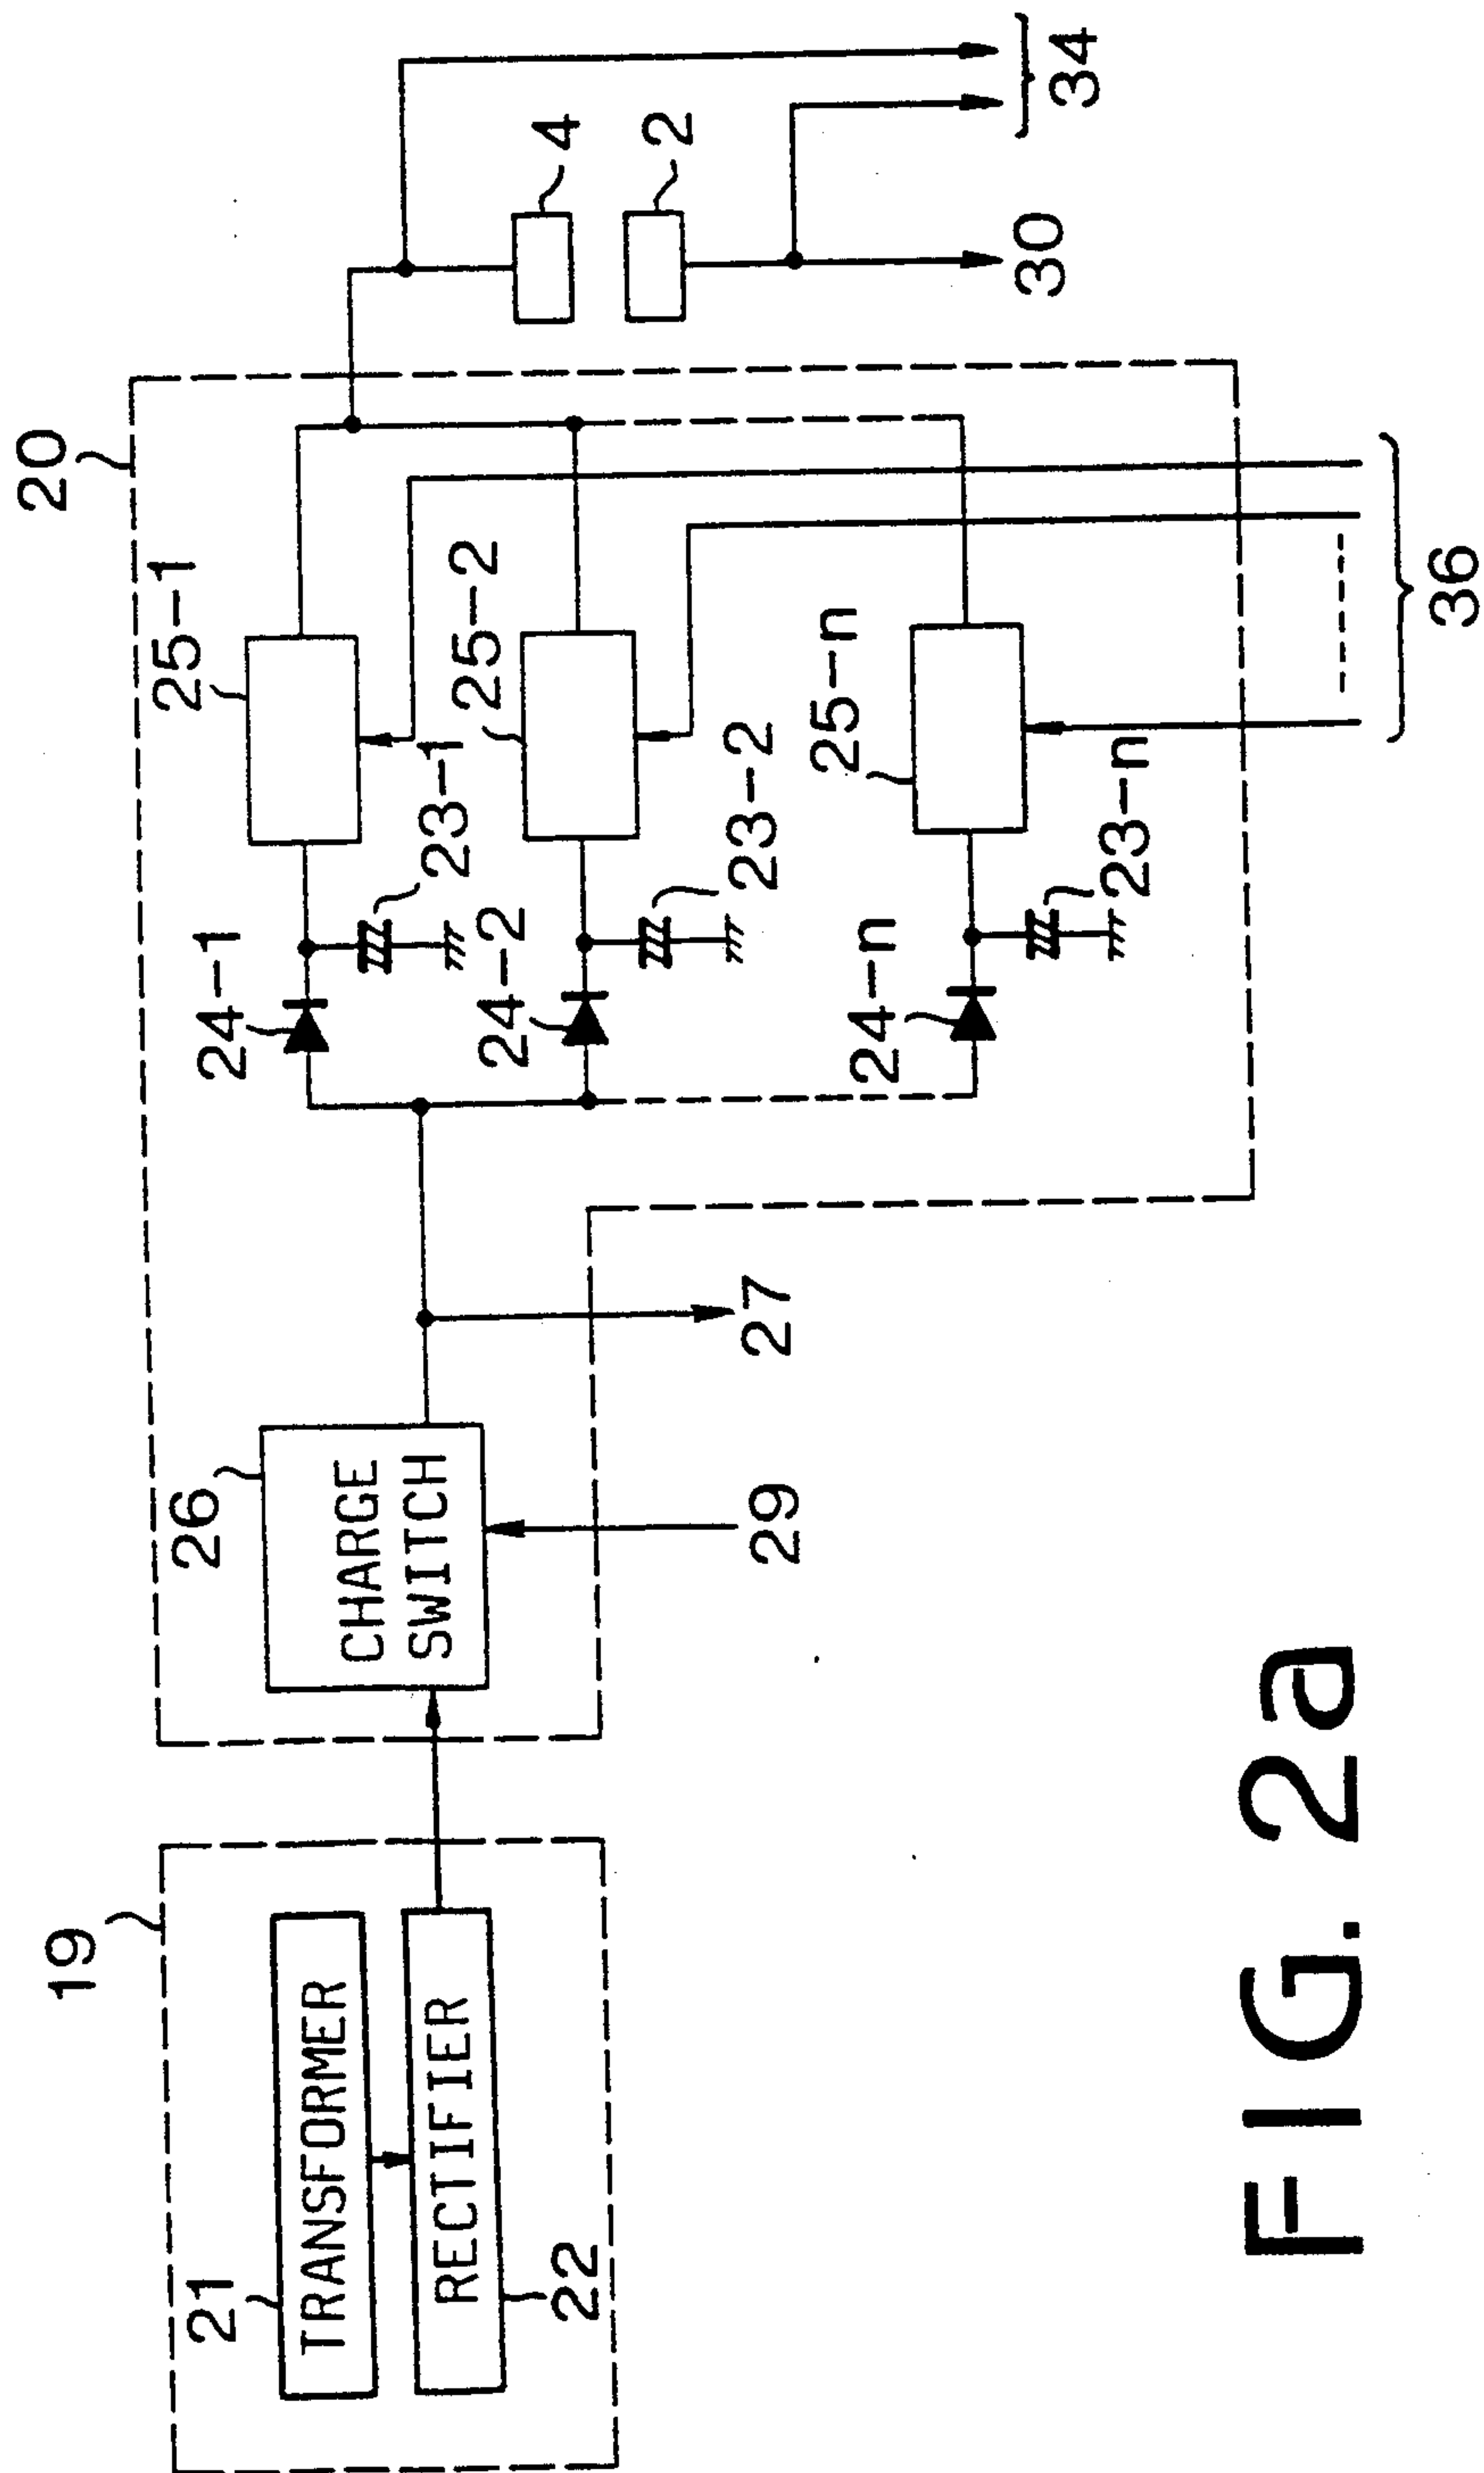 20
25-1
4
34
24-1
23-1
25-2
2
19
26
CHARGE
SWITCH
24-2
23-2
30
21
TRANSFORMER
RECTIFIER
22
29
27
24-n
25-n
23-n
36
FIG. 2a